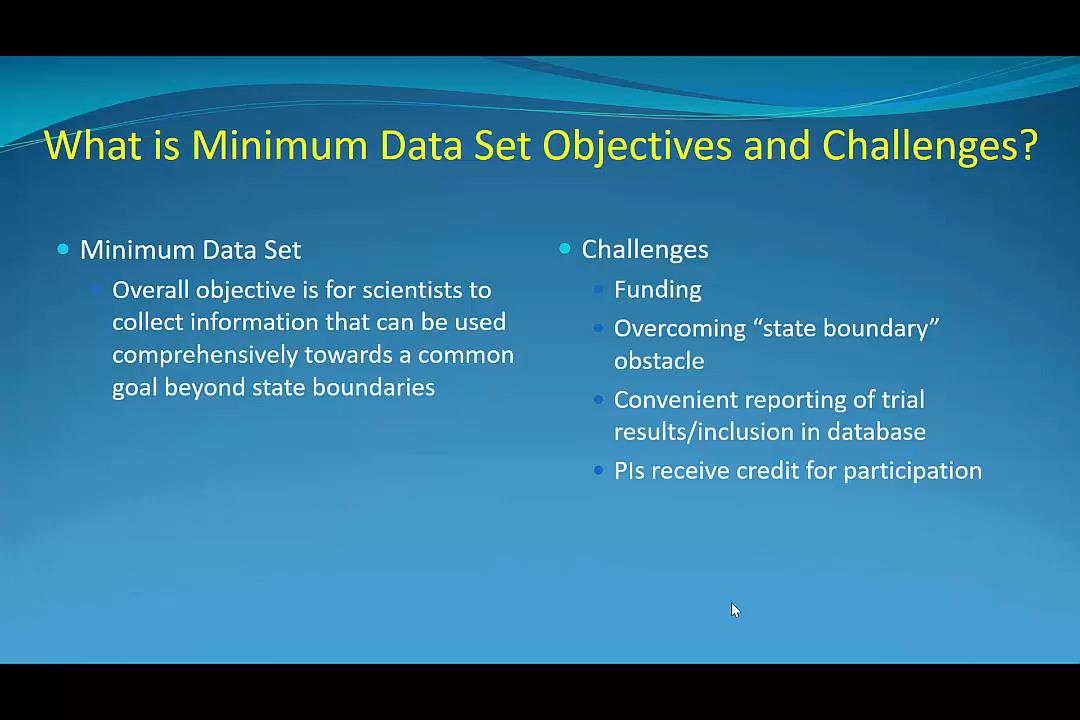 What is Minimum Data Set Objectives and Challenges?
Minimum Data Set
Overall objective is for scientists to
collect information that can be used
comprehensively towards a common
goal beyond state boundaries
Challenges
Funding
Overcoming “state boundary”
obstacle
Convenient reporting of trial
results/inclusion in database
PIs receive credit for participation